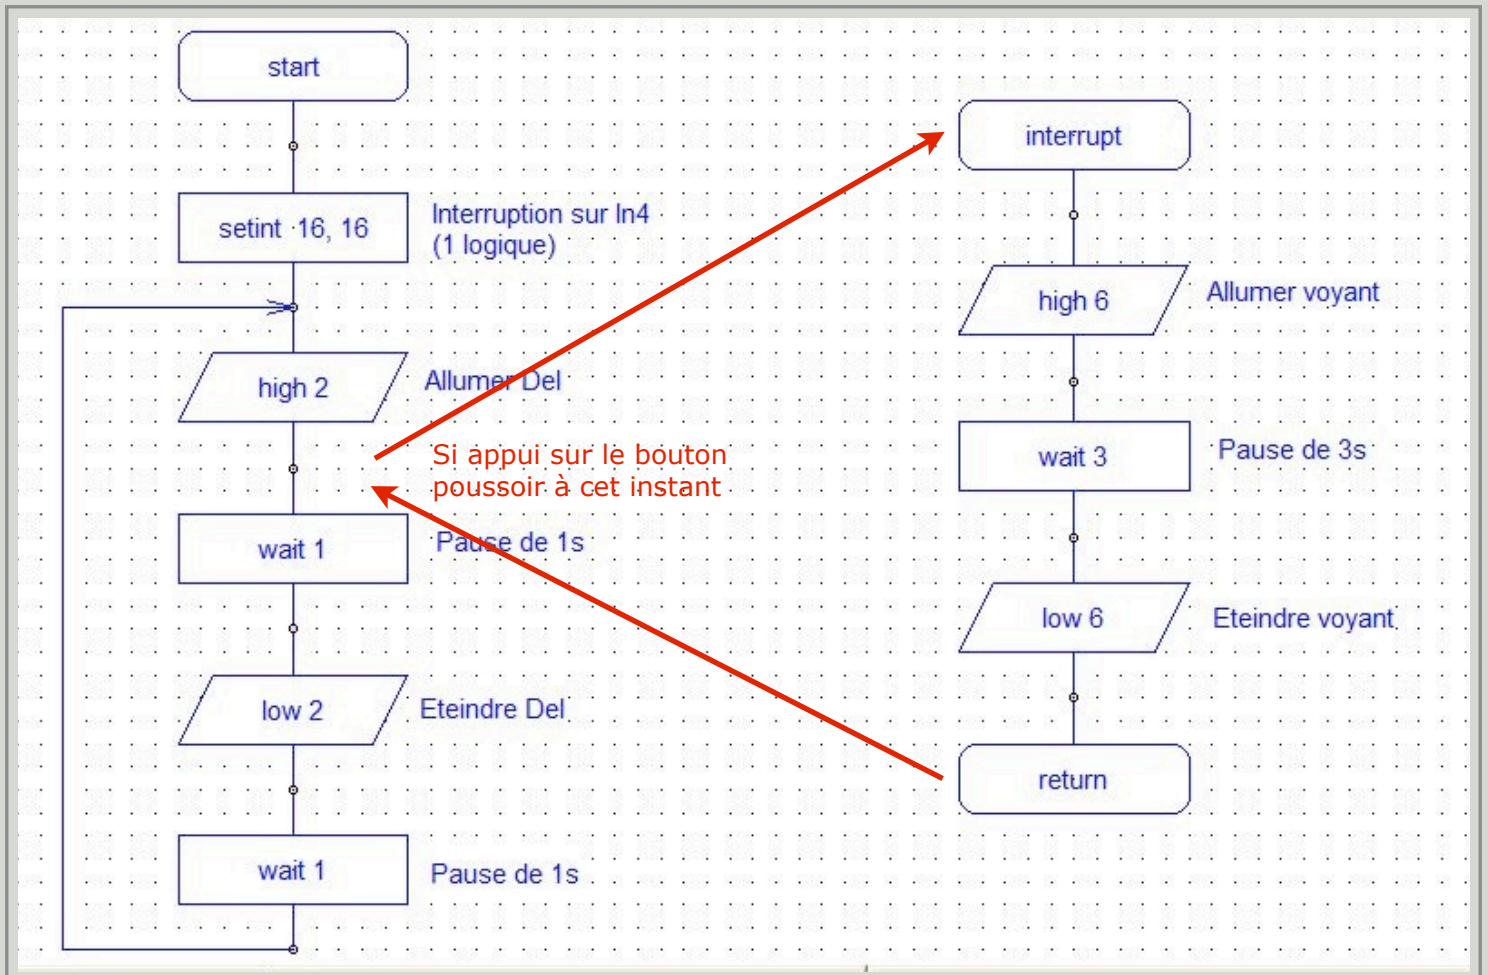 start
setint 16, 16
Interruption sur In4
(1 logique)
high 2
Allumer Del
Si appui sur le bouton
poussoir à cet instant
wait 1
Pause de 1s
low 2
Eteindre Del
wait 1
Pause de 1s
interrupt
high 6
Allumer voyant
wait 3
Pause de 3s
low 6
Eteindre voyant
return